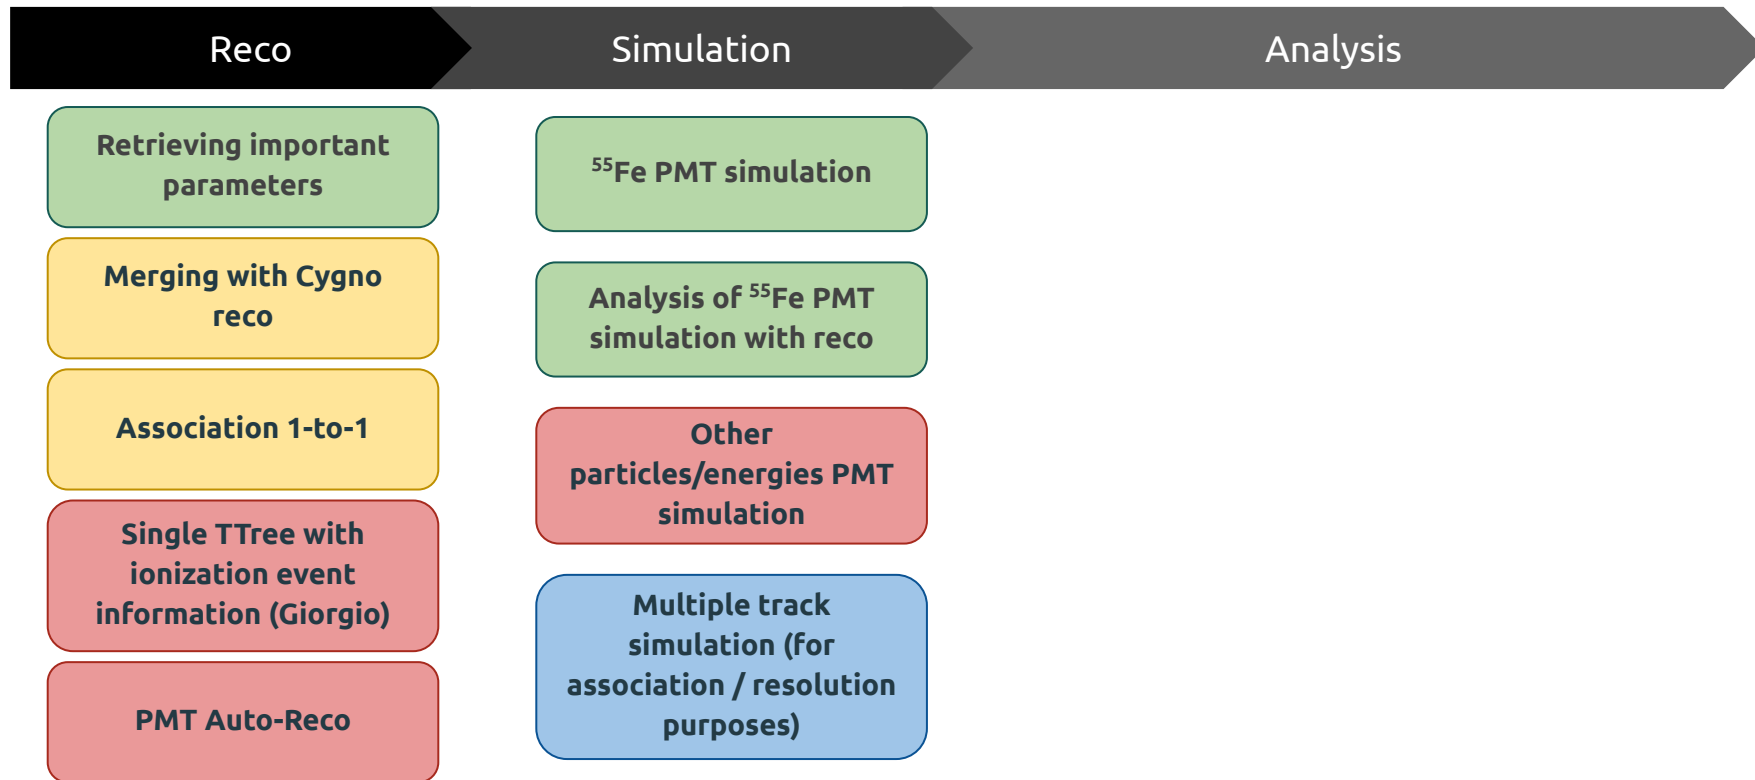 Reco
Simulation
Analysis
Retrieving important
parameters
Merging with Cygno
reco
Association 1-to-1
Single TTree with
ionization event
information (Giorgio)
PMT Auto-Reco
⁵⁵Fe PMT simulation
Analysis of ⁵⁵Fe PMT
simulation with reco
Other
particles/energies PMT
simulation
Multiple track
simulation (for
association / resolution
purposes)